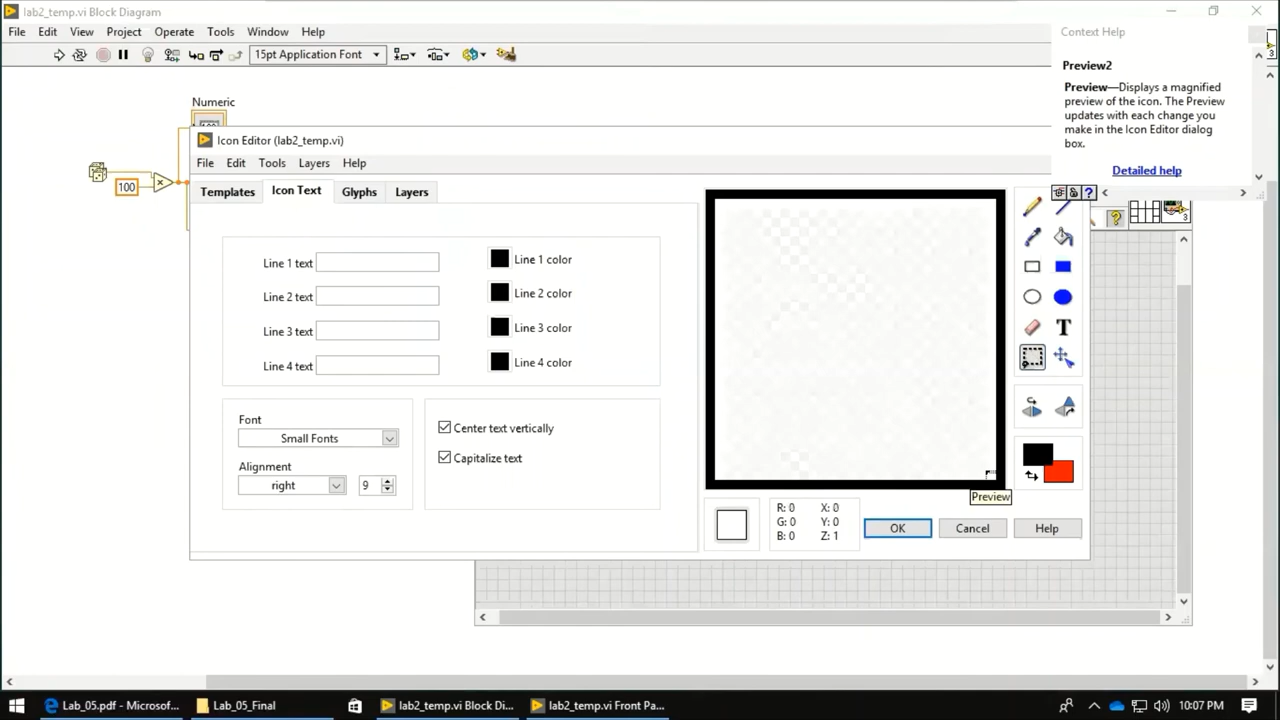 lab2_temp.vi Block Diagram
File Edit View Project Operate Tools Window Help
15pt Application Font
Context Help
Preview2
Preview—Displays a magnified
preview of the icon. The Preview
updates with each change you
make in the Icon Editor dialog
box.
Detailed help
?
?
3
3
Numeric
100
Icon Editor (lab2_temp.vi)
File Edit Tools Layers Help
Templates Icon Text Glyphs Layers
Line 1 text
Line 1 color
Line 2 text
Line 2 color
Line 3 text
Line 3 color
Line 4 text
Line 4 color
Font
Small Fonts
Alignment
right 9
Center text vertically
Capitalize text
T
Preview
R: 0 X: 0
G: 0 Y: 0
B: 0 Z: 1
OK Cancel Help
Lab_05.pdf - Microsof...
Lab_05_Final
lab2_temp.vi Block Di...
lab2_temp.vi Front Pa...
10:07 PM